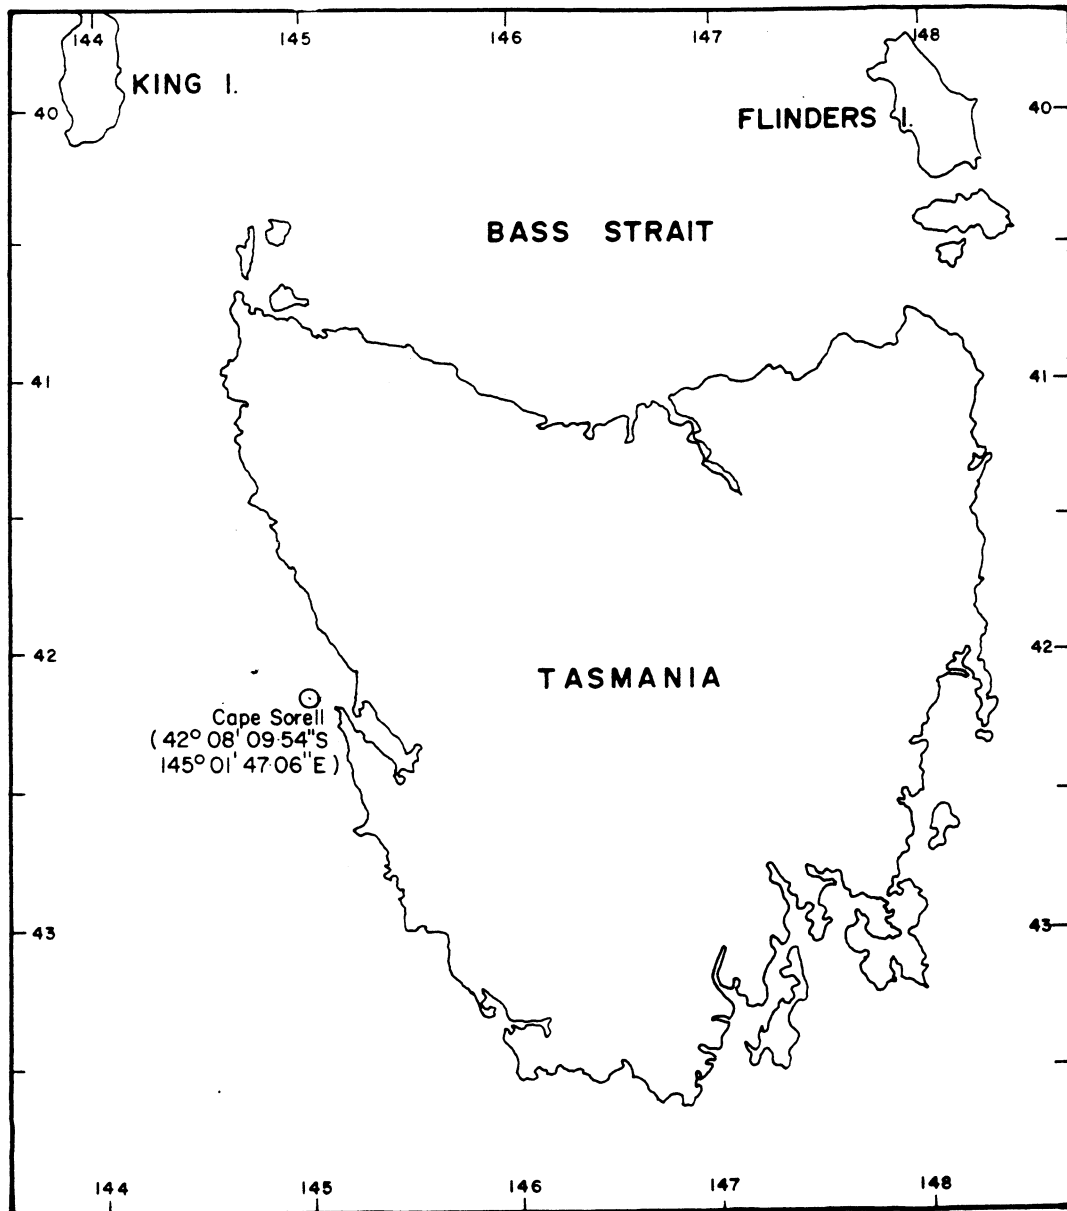 144 145 146 147 148
KING I.
40 40
FLINDERS I.
BASS STRAIT
41 41
42 42
TASMANIA
Cape Sorell
(42° 08' 09·54"S
145° 01' 47·06"E)
43 43
144 145 146 147 148